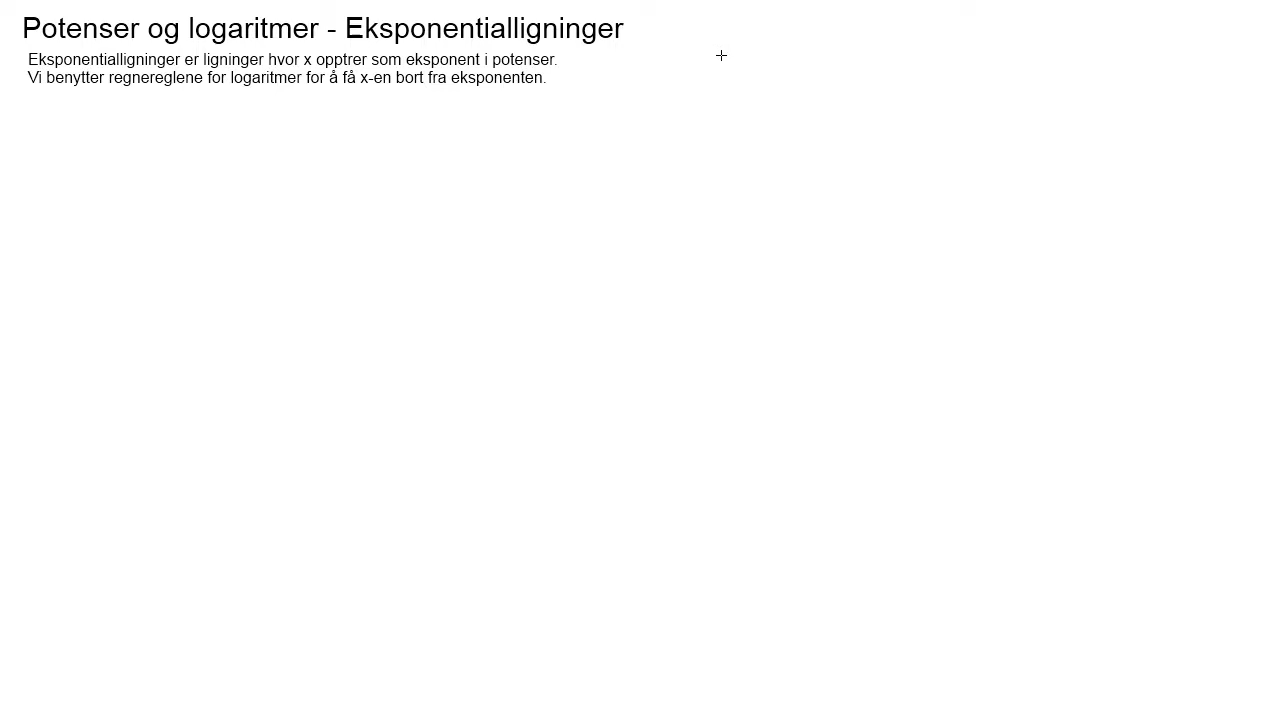 Potenser og logaritmer - Eksponentialligninger
Eksponentialligninger er ligninger hvor x opptrer som eksponent i potenser.
Vi benytter regnereglene for logaritmer for å få x-en bort fra eksponenten.